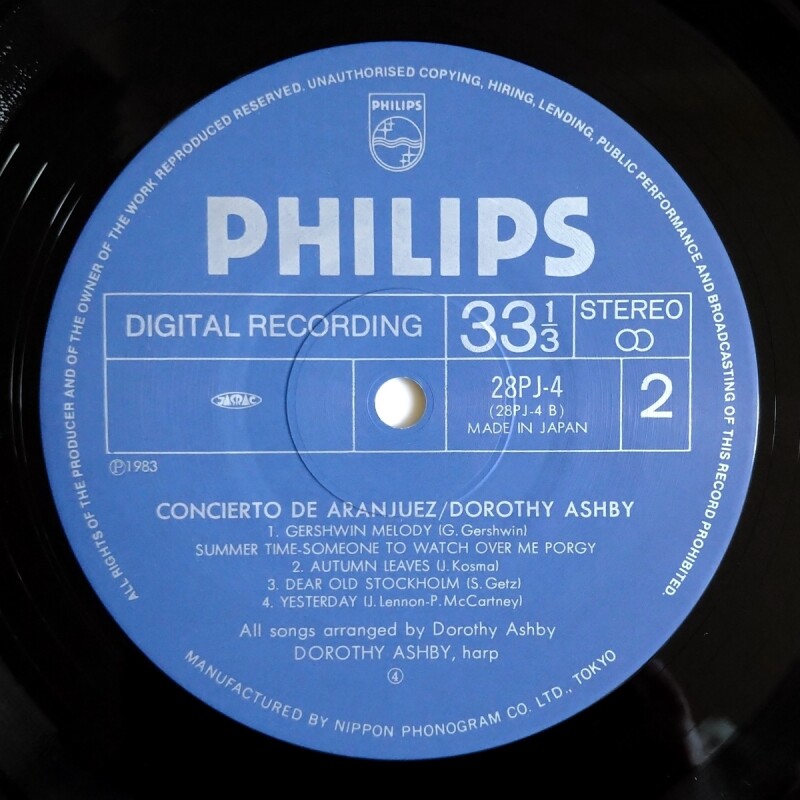 ALL RIGHTS OF THE PRODUCER AND OF THE OWNER OF THE WORK REPRODUCED RESERVED. UNAUTHORISED COPYING, HIRING, LENDING, PUBLIC PERFORMANCE AND BROADCASTING OF THIS RECORD PROHIBITED.
PHILIPS
PHILIPS
DIGITAL RECORDING
33 1/3
STEREO
JASRAC
28PJ-4
(28PJ-4 B)
MADE IN JAPAN
2
Ⓟ1983
CONCIERTO DE ARANJUEZ/DOROTHY ASHBY
1. GERSHWIN MELODY (G. Gershwin)
SUMMER TIME-SOMEONE TO WATCH OVER ME PORGY
2. AUTUMN LEAVES (J. Kosma)
3. DEAR OLD STOCKHOLM (S. Getz)
4. YESTERDAY (J. Lennon-P. McCartney)
All songs arranged by Dorothy Ashby
DOROTHY ASHBY, harp
④
MANUFACTURED BY NIPPON PHONOGRAM CO. LTD., TOKYO